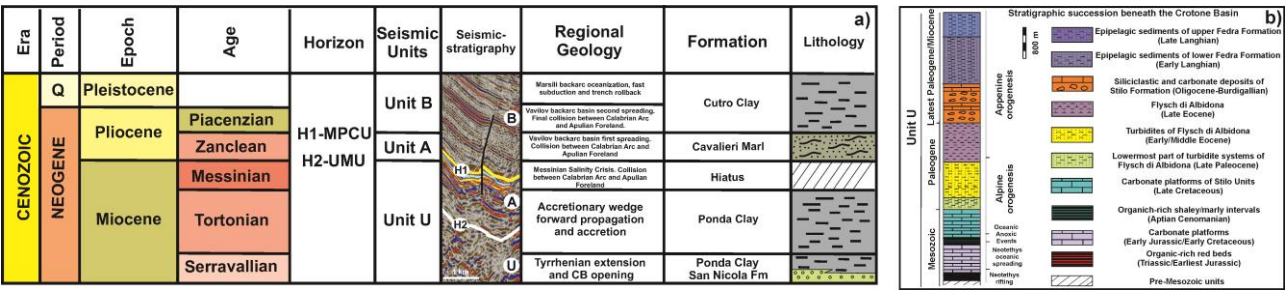 a)
Era
Period
Epoch
Age
Horizon
Seismic
Units
Seismic-
stratigraphy
Regional
Geology
Formation
Lithology
CENOZOIC
Q
NEOGENE
Pleistocene
Pliocene
Miocene
Piacenzian
Zanclean
Messinian
Tortonian
Serravallian
H1-MPCU
H2-UMU
Unit B
Unit A
Unit U
B
H1
A
H2
U
Marsili backarc oceanization, fast
subduction and trench rollback
Vavilov backarc basin second spreading.
Final collision between Calabrian Arc
and Apulian Foreland.
Vavilov backarc basin first spreading.
Collision between Calabrian Arc and
Apulian Foreland
Messinian Salinity Crisis. Collision
between Calabrian Arc and Apulian
Foreland
Accretionary wedge
forward propagation
and accretion
Tyrrhenian extension
and CB opening
Cutro Clay
Cavalieri Marl
Hiatus
Ponda Clay
Ponda Clay
San Nicola Fm
b)
Stratigraphic succession beneath the Crotone Basin
800 m
Unit U
Latest Paleogene/Miocene
Paleogene
Mesozoic
Appenine
orogenesis
Alpine
orogenesis
Oceanic
Anoxic
Events
Neotethys
oceanic
spreading
Neotethys
rifting
Epipelagic sediments of upper Fedra Formation
(Late Langhian)
Epipelagic sediments of lower Fedra Formation
(Early Langhian)
Siliciclastic and carbonate deposits of
Stilo Formation (Oligocene-Burdigallian)
Flysch di Albidona
(Late Eocene)
Turbidites of Flysch di Albidona
(Early/Middle Eocene)
Lowermost part of turbidite systems of
Flysch di Albidona (Late Paleocene)
Carbonate platforms of Stilo Units
(Late Cretaceous)
Organich-rich shaley/marly intervals
(Aptian Cenomanian)
Carbonate platforms
(Early Jurassic/Early Cretaceous)
Organic-rich red beds
(Triassic/Earliest Jurassic)
Pre-Mesozoic units